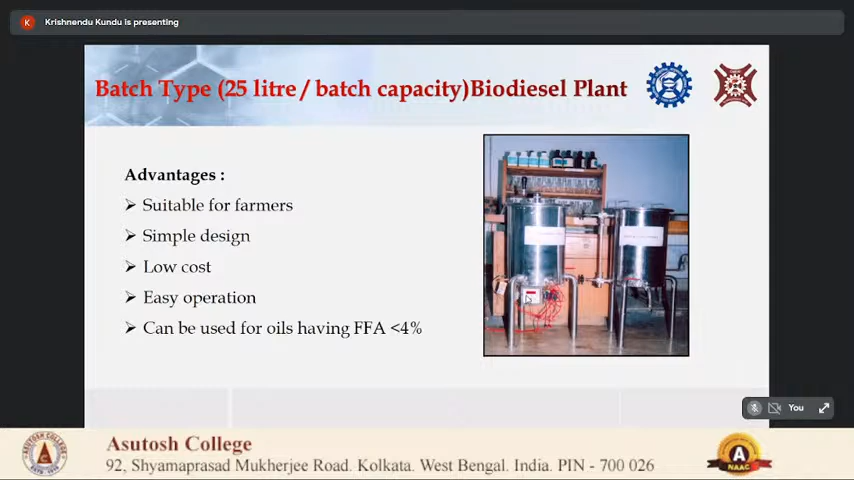 K Krishnendu Kundu is presenting
Batch Type (25 litre / batch capacity)Biodiesel Plant
Advantages :
➢ Suitable for farmers
➢ Simple design
➢ Low cost
➢ Easy operation
➢ Can be used for oils having FFA <4%
You
Asutosh College
92, Shyamaprasad Mukherjee Road. Kolkata. West Bengal. India. PIN - 700 026
A
NAAC